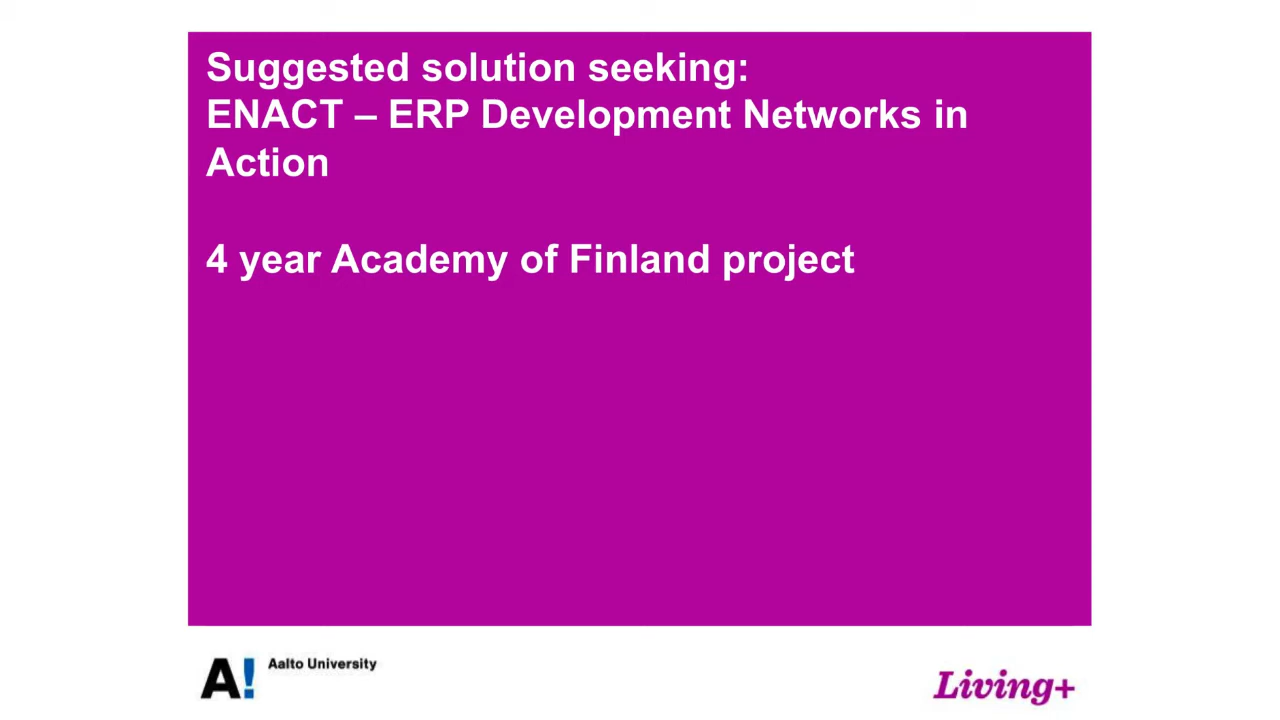 Suggested solution seeking:
ENACT – ERP Development Networks in
Action
4 year Academy of Finland project
A! Aalto University
Living+